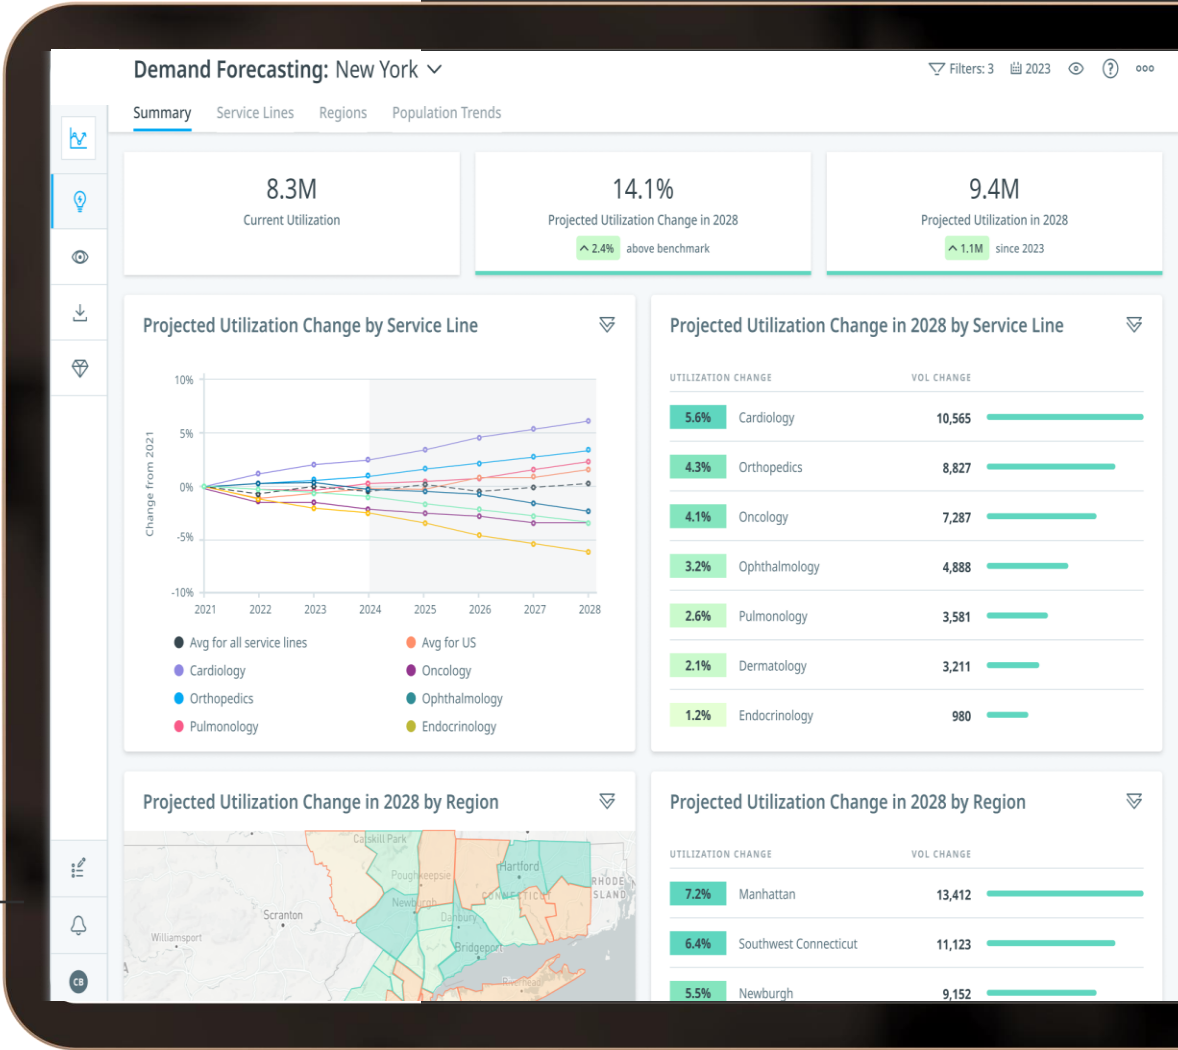 Demand Forecasting: New York
Filters: 3
2023
?
Summary
Service Lines
Regions
Population Trends
8.3M
Current Utilization
14.1%
Projected Utilization Change in 2028
2.4% above benchmark
9.4M
Projected Utilization in 2028
1.1M since 2023
Projected Utilization Change by Service Line
Change from 2021
10%
5%
0%
-5%
-10%
2021 2022 2023 2024 2025 2026 2027 2028
Avg for all service lines
Avg for US
Cardiology
Oncology
Orthopedics
Ophthalmology
Pulmonology
Endocrinology
Projected Utilization Change in 2028 by Service Line
UTILIZATION CHANGE VOL CHANGE
5.6% Cardiology 10,565
4.3% Orthopedics 8,827
4.1% Oncology 7,287
3.2% Ophthalmology 4,888
2.6% Pulmonology 3,581
2.1% Dermatology 3,211
1.2% Endocrinology 980
Projected Utilization Change in 2028 by Region
Catskill Park
Hartford
Poughkeepsie
RHODE
ISLAND
CONNECTICUT
Newburgh
Scranton
Danbury
Williamsport
Bridgeport
Riverhead
Projected Utilization Change in 2028 by Region
UTILIZATION CHANGE VOL CHANGE
7.2% Manhattan 13,412
6.4% Southwest Connecticut 11,123
5.5% Newburgh 9,152
CB